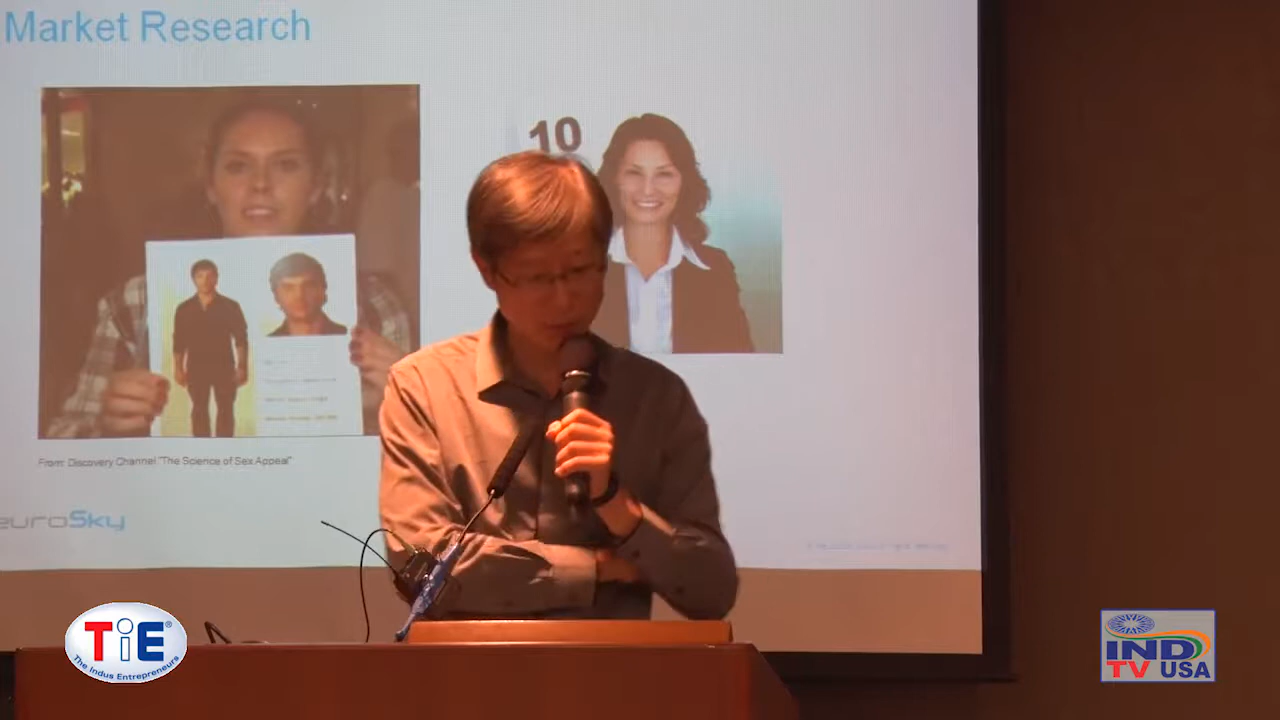 Market Research
10
From: Discovery Channel "The Science of Sex Appeal"
euroSky
TiE®
The Indus Entrepreneurs
IND
TV USA